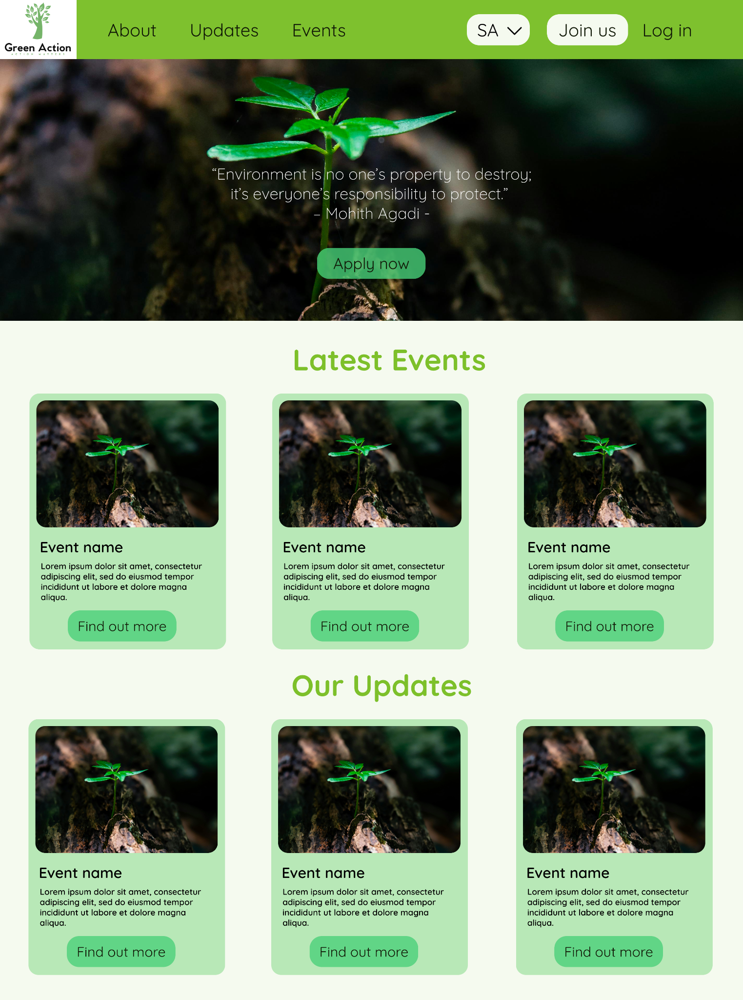 Green Action
ACTION MATTERS
About
Updates
Events
SA
Join us
Log in
“Environment is no one’s property to destroy;
it’s everyone’s responsibility to protect.”
– Mohith Agadi -
Apply now
Latest Events
Event name
Lorem ipsum dolor sit amet, consectetur
adipiscing elit, sed do eiusmod tempor
incididunt ut labore et dolore magna
aliqua.
Find out more
Event name
Lorem ipsum dolor sit amet, consectetur
adipiscing elit, sed do eiusmod tempor
incididunt ut labore et dolore magna
aliqua.
Find out more
Event name
Lorem ipsum dolor sit amet, consectetur
adipiscing elit, sed do eiusmod tempor
incididunt ut labore et dolore magna
aliqua.
Find out more
Our Updates
Event name
Lorem ipsum dolor sit amet, consectetur
adipiscing elit, sed do eiusmod tempor
incididunt ut labore et dolore magna
aliqua.
Find out more
Event name
Lorem ipsum dolor sit amet, consectetur
adipiscing elit, sed do eiusmod tempor
incididunt ut labore et dolore magna
aliqua.
Find out more
Event name
Lorem ipsum dolor sit amet, consectetur
adipiscing elit, sed do eiusmod tempor
incididunt ut labore et dolore magna
aliqua.
Find out more